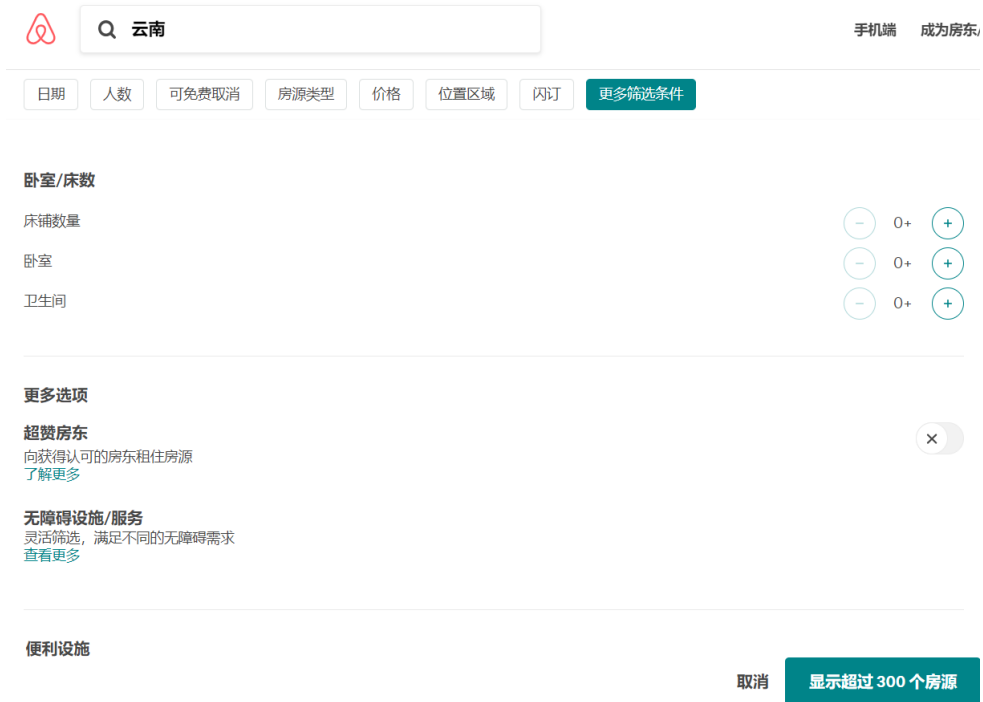 云南
手机端 成为房东/
日期 人数 可免费取消 房源类型 价格 位置区域 闪订 更多筛选条件
卧室/床数
床铺数量 0+
卧室 0+
卫生间 0+
更多选项
超赞房东
向获得认可的房东租住房源
了解更多
无障碍设施/服务
灵活筛选，满足不同的无障碍需求
查看更多
便利设施
取消 显示超过 300 个房源